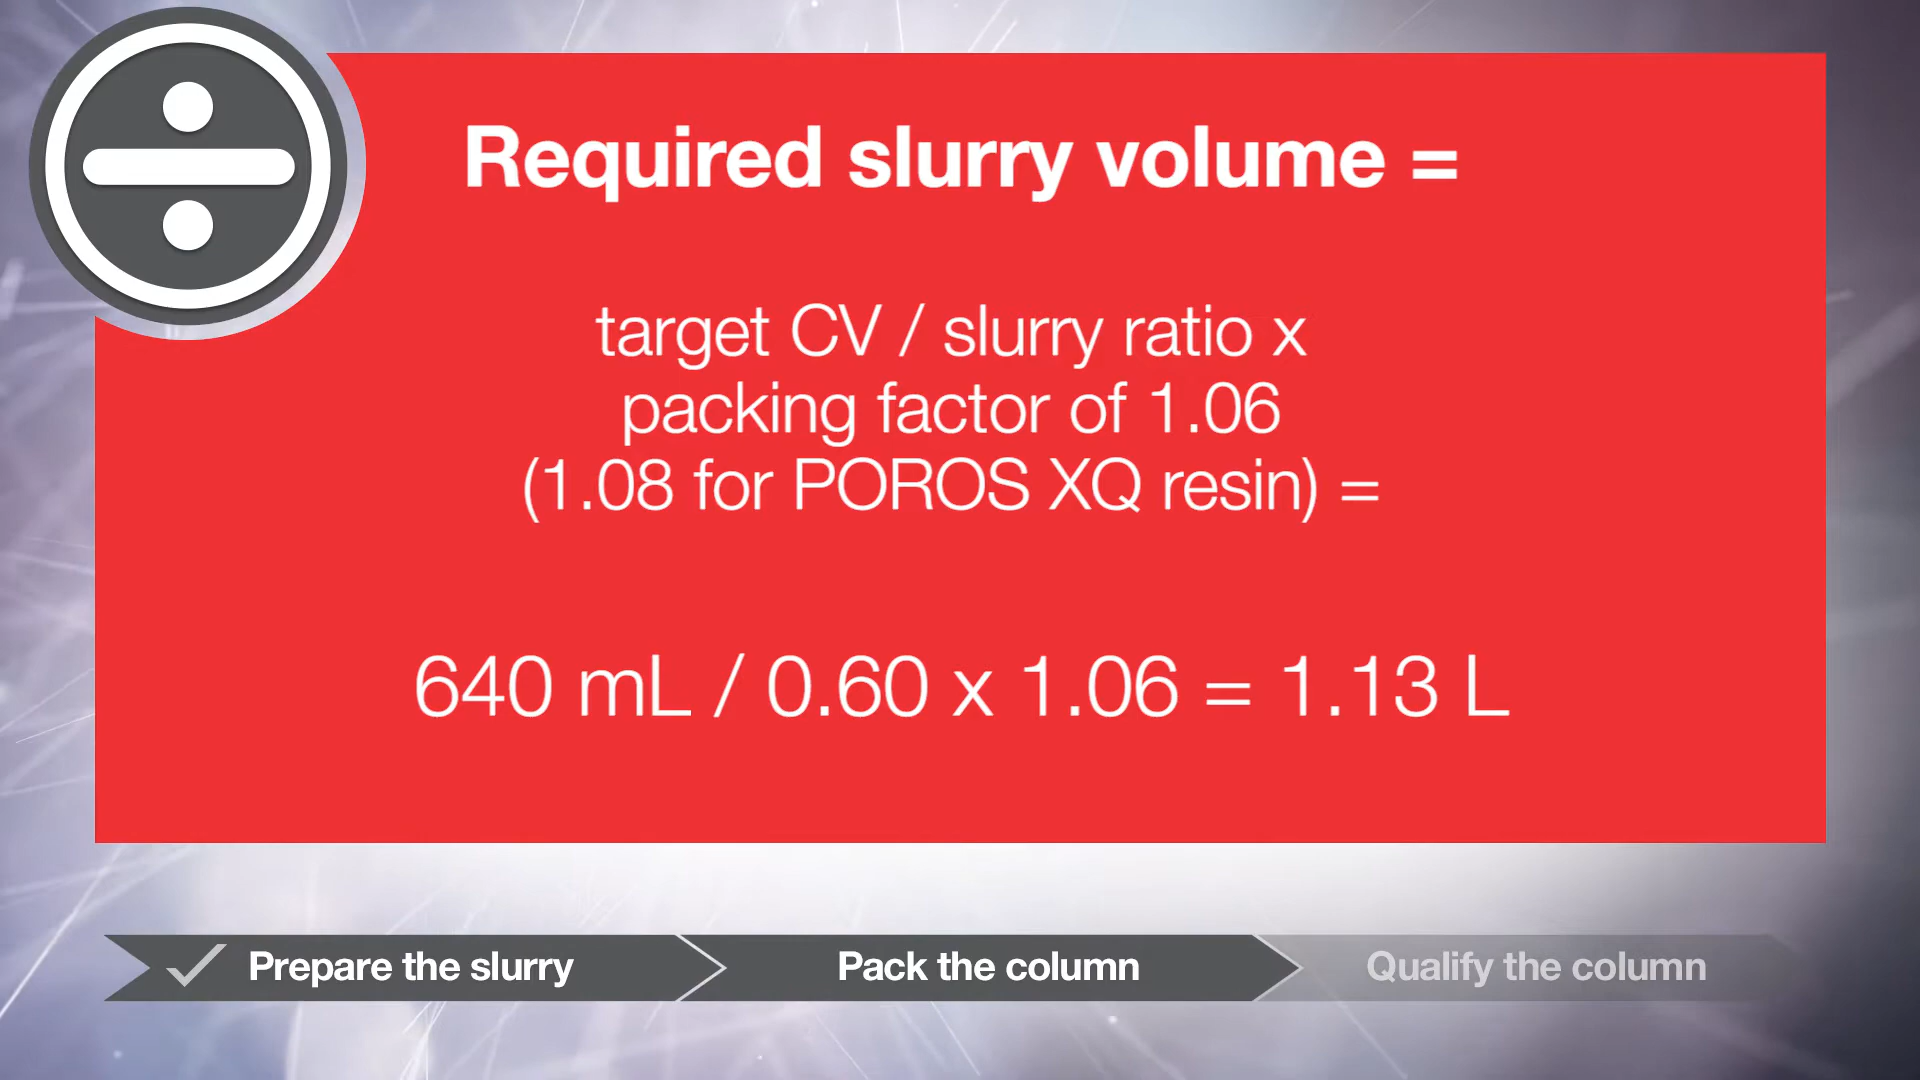 Required slurry volume =
target CV / slurry ratio x
packing factor of 1.06
(1.08 for POROS XQ resin) =
640 mL / 0.60 x 1.06 = 1.13 L
Prepare the slurry
Pack the column
Qualify the column